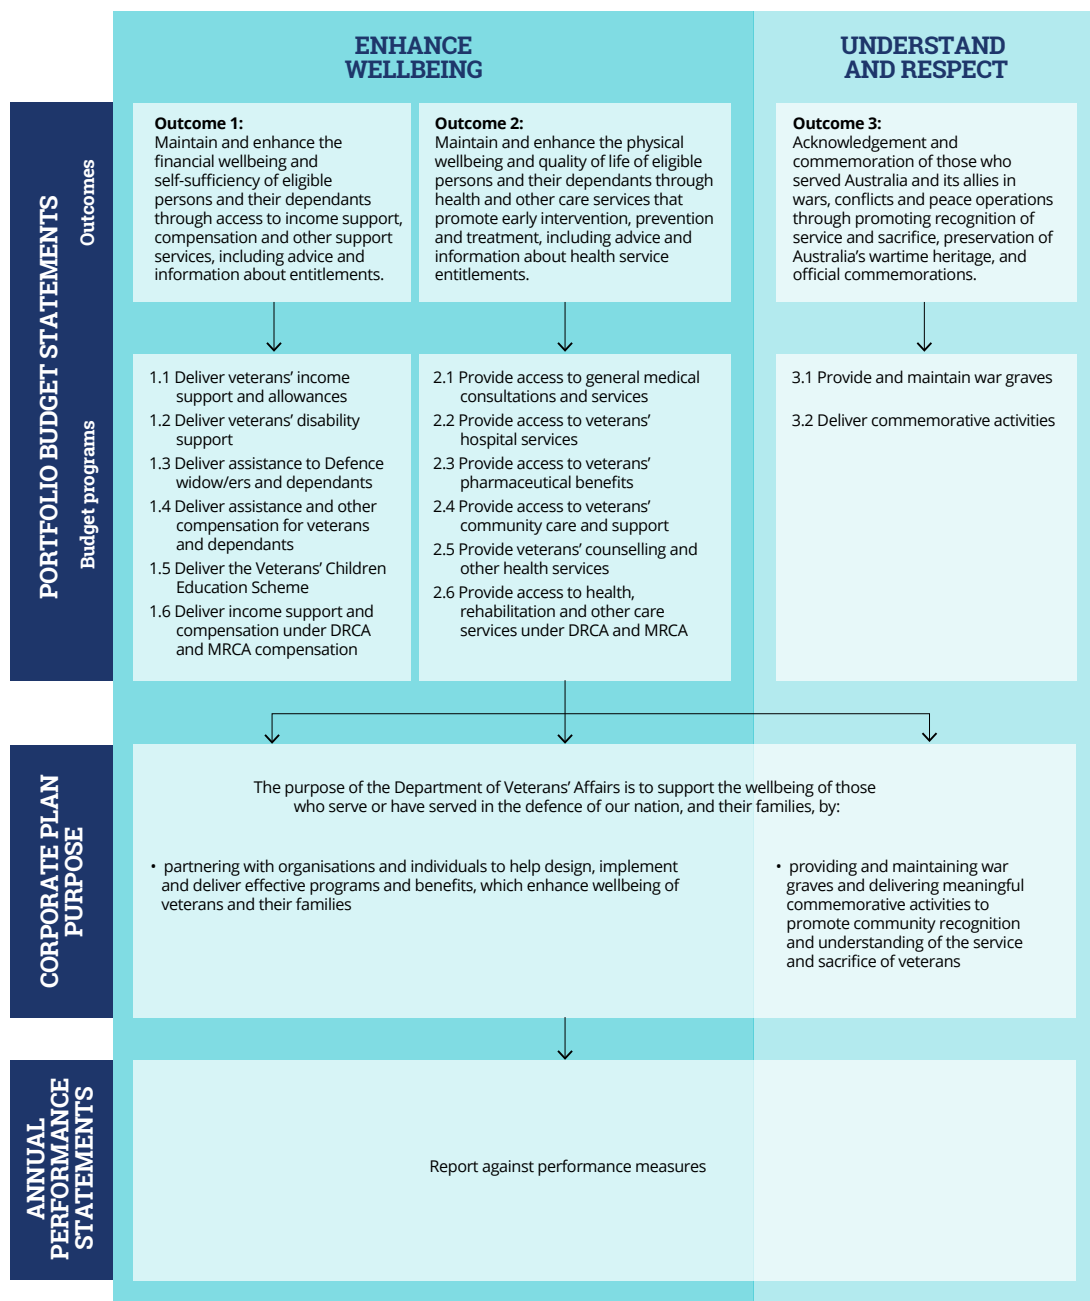 ENHANCE
WELLBEING
UNDERSTAND
AND RESPECT
PORTFOLIO BUDGET STATEMENTS
Outcomes
Outcome 1:
Maintain and enhance the
financial wellbeing and
self-sufficiency of eligible
persons and their dependants
through access to income support,
compensation and other support
services, including advice and
information about entitlements.
Outcome 2:
Maintain and enhance the physical
wellbeing and quality of life of eligible
persons and their dependants through
health and other care services that
promote early intervention, prevention
and treatment, including advice and
information about health service
entitlements.
Outcome 3:
Acknowledgement and
commemoration of those who
served Australia and its allies in
wars, conflicts and peace operations
through promoting recognition of
service and sacrifice, preservation of
Australia’s wartime heritage, and
official commemorations.
Budget programs
1.1 Deliver veterans’ income
support and allowances
1.2 Deliver veterans’ disability
support
1.3 Deliver assistance to Defence
widow/ers and dependants
1.4 Deliver assistance and other
compensation for veterans
and dependants
1.5 Deliver the Veterans’ Children
Education Scheme
1.6 Deliver income support and
compensation under DRCA
and MRCA compensation
2.1 Provide access to general medical
consultations and services
2.2 Provide access to veterans’
hospital services
2.3 Provide access to veterans’
pharmaceutical benefits
2.4 Provide access to veterans’
community care and support
2.5 Provide veterans’ counselling and
other health services
2.6 Provide access to health,
rehabilitation and other care
services under DRCA and MRCA
3.1 Provide and maintain war graves
3.2 Deliver commemorative activities
CORPORATE PLAN
PURPOSE
The purpose of the Department of Veterans’ Affairs is to support the wellbeing of those
who serve or have served in the defence of our nation, and their families, by:
• partnering with organisations and individuals to help design, implement
and deliver effective programs and benefits, which enhance wellbeing of
veterans and their families
• providing and maintaining war
graves and delivering meaningful
commemorative activities to
promote community recognition
and understanding of the service
and sacrifice of veterans
ANNUAL
PERFORMANCE
STATEMENTS
Report against performance measures